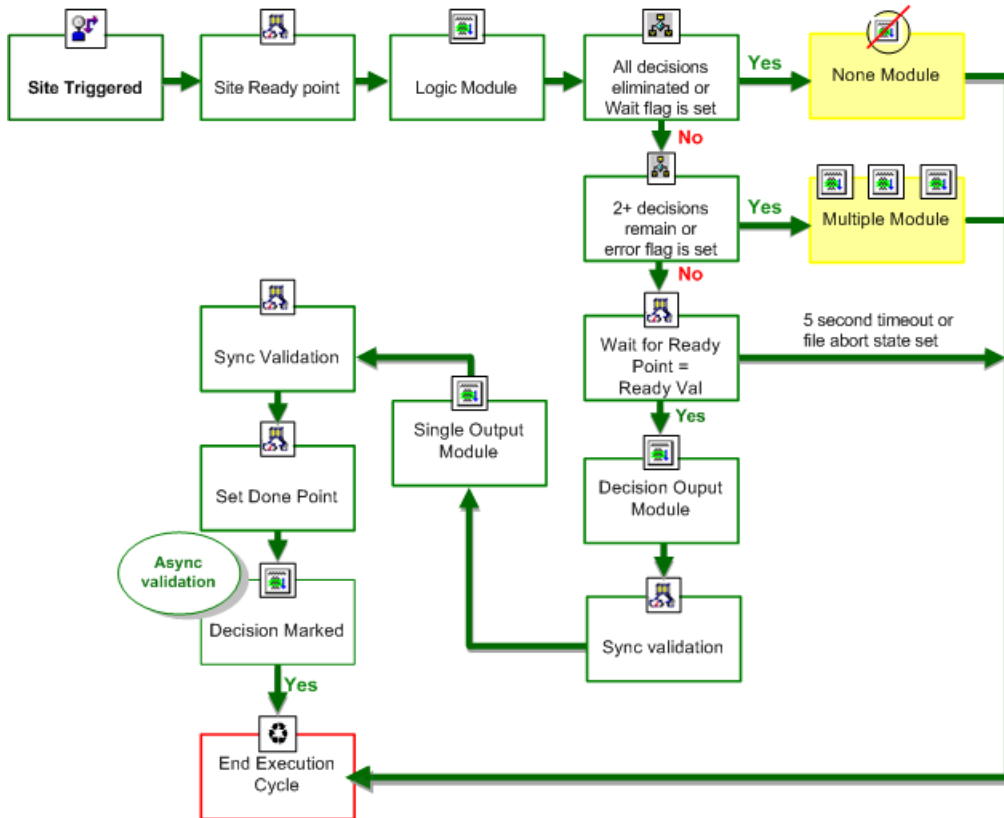 Site Triggered
Site Ready point
Logic Module
All decisions
eliminated or
Wait flag is set
Yes
None Module
No
2+ decisions
remain or
error flag is set
Yes
Multiple Module
No
Wait for Ready
Point =
Ready Val
5 second timeout or
file abort state set
Yes
Decision Ouput
Module
Sync validation
Single Output
Module
Sync Validation
Set Done Point
Async
validation
Decision Marked
Yes
End Execution
Cycle